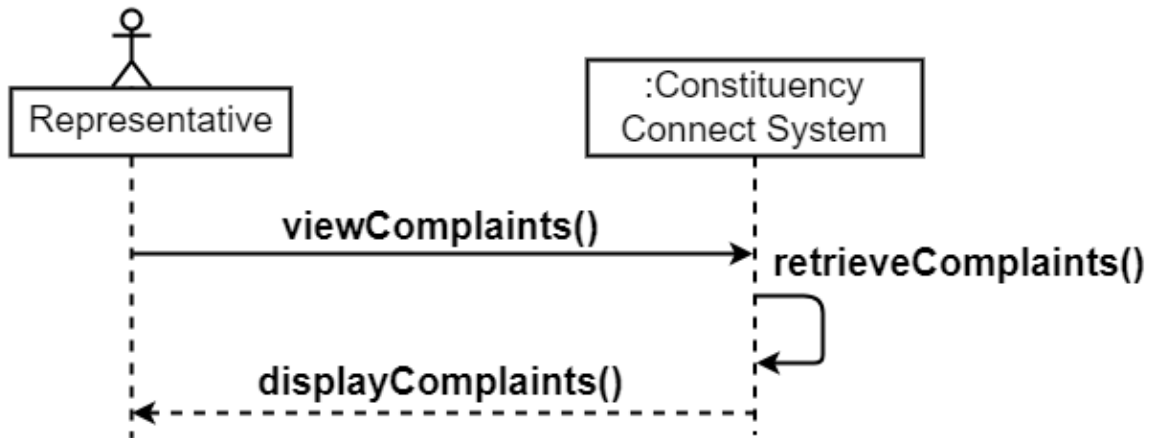 Representative
:Constituency
Connect System
viewComplaints()
retrieveComplaints()
displayComplaints()